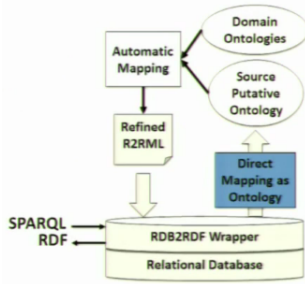 Domain
Ontologies
Automatic
Mapping
Source
Putative
Ontology
Refined
R2RML
Direct
Mapping as
Ontology
SPARQL
RDF
RDB2RDF Wrapper
Relational Database